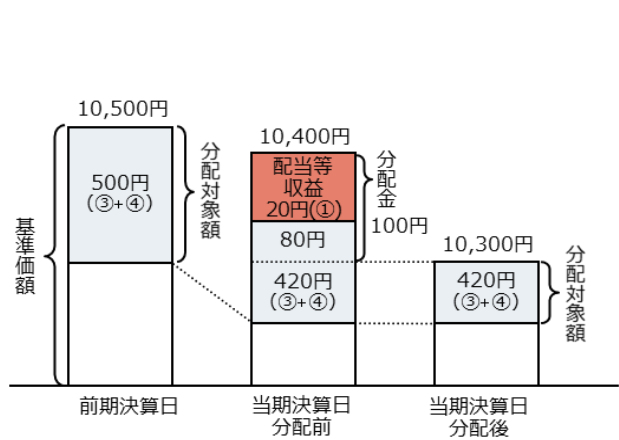 10,500円
500円
(③+④)
分配対象額
基準価額
前期決算日
10,400円
配当等
収益
20円(①)
80円
420円
(③+④)
分配金
100円
当期決算日
分配前
10,300円
420円
(③+④)
分配対象額
当期決算日
分配後